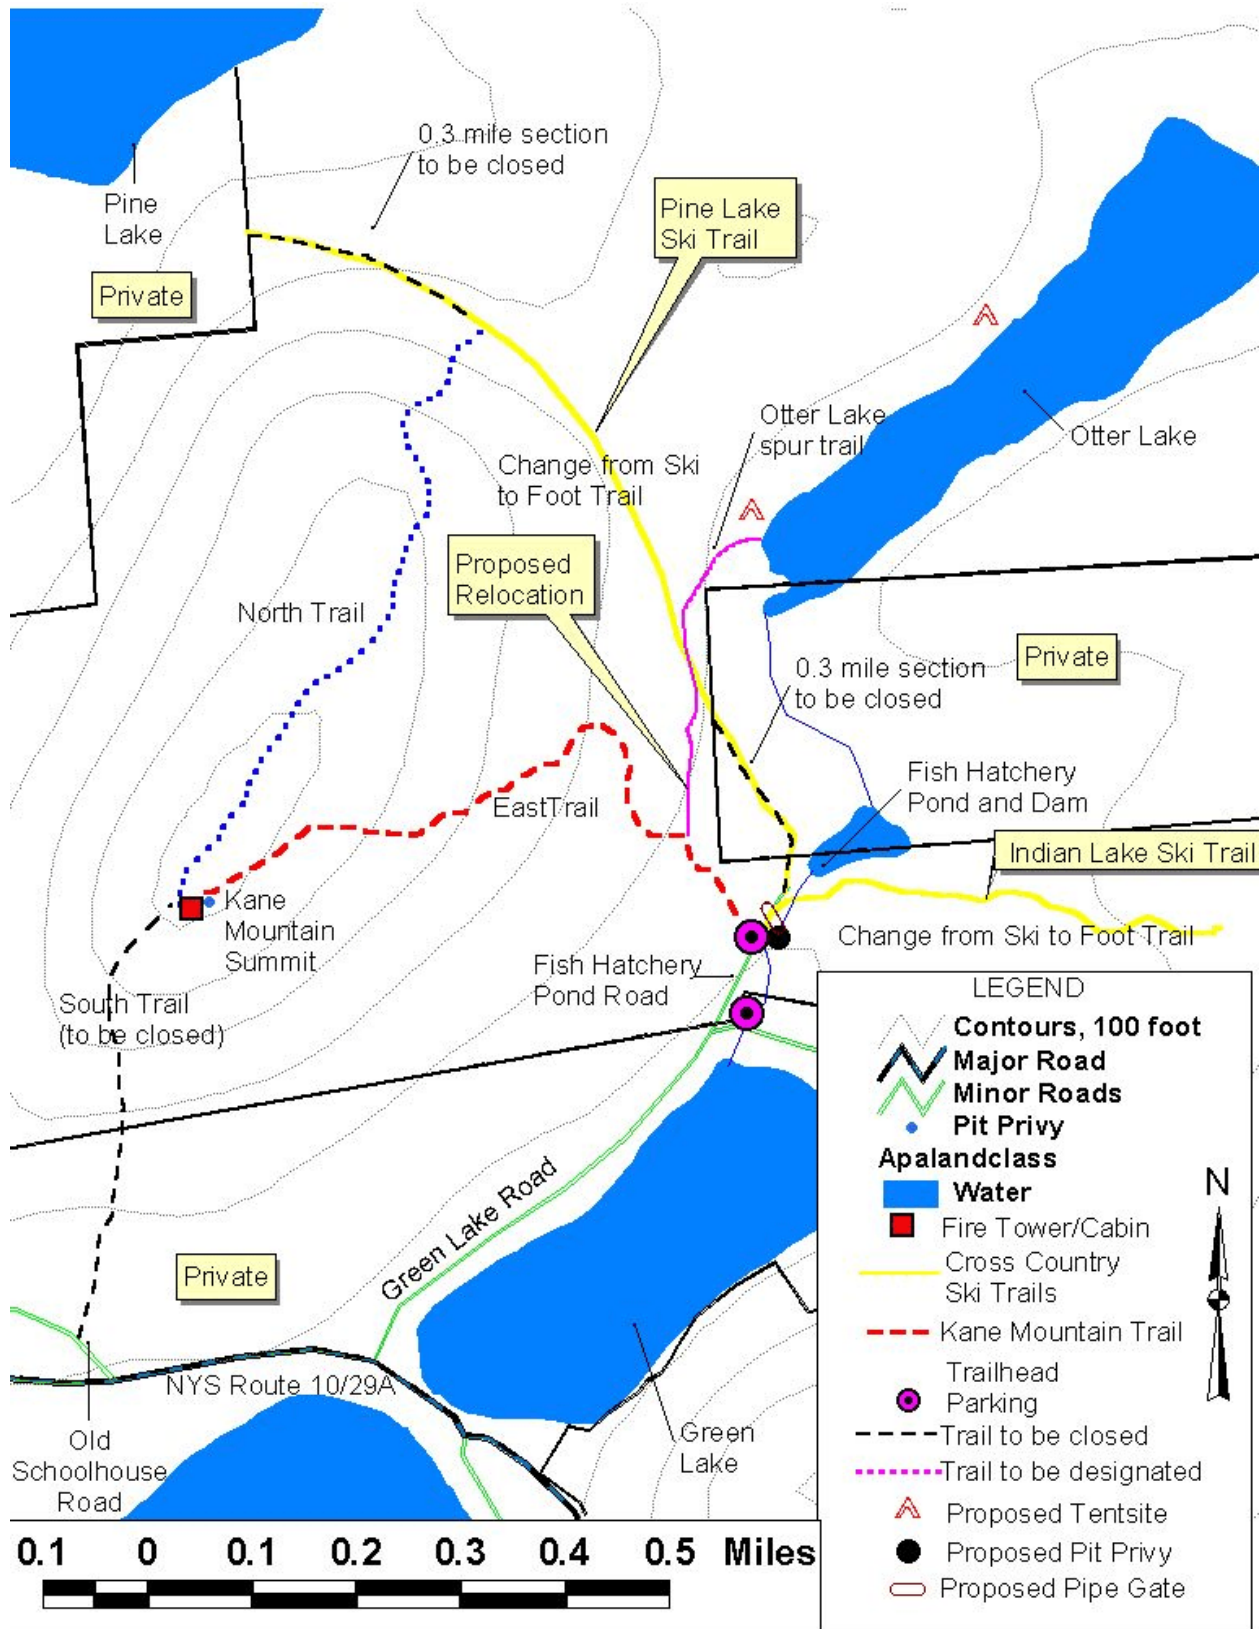 0.3 mile section
to be closed
Pine
Lake
Pine Lake
Ski Trail
Private
Otter Lake
spur trail
Otter Lake
Change from Ski
to Foot Trail
Proposed
Relocation
North Trail
Private
0.3 mile section
to be closed
Fish Hatchery
Pond and Dam
EastTrail
Indian Lake Ski Trail
Kane
Mountain
Summit
Change from Ski to Foot Trail
Fish Hatchery
Pond Road
South Trail
(to be closed)
Green Lake Road
Private
NYS Route 10/29A
Old
Schoolhouse
Road
Green
Lake
LEGEND
Contours, 100 foot
Major Road
Minor Roads
Pit Privy
Apalandclass
Water
Fire Tower/Cabin
Cross Country
Ski Trails
Kane Mountain Trail
Trailhead
Parking
Trail to be closed
Trail to be designated
Proposed Tentsite
Proposed Pit Privy
Proposed Pipe Gate
N
0.1 0 0.1 0.2 0.3 0.4 0.5 Miles